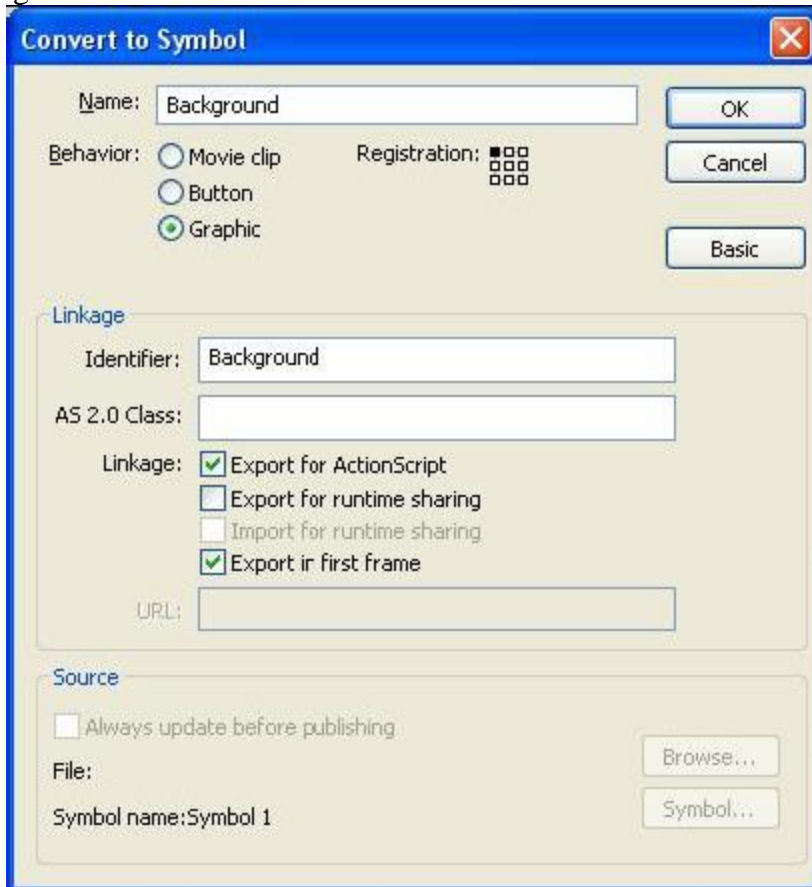 Convert to Symbol
Name: Background
OK
Behavior: Movie clip
Registration:
Cancel
Button
Graphic
Basic
Linkage
Identifier: Background
AS 2.0 Class:
Linkage: Export for ActionScript
Export for runtime sharing
Import for runtime sharing
Export in first frame
URL:
Source
Always update before publishing
Browse...
File:
Symbol name:Symbol 1
Symbol...